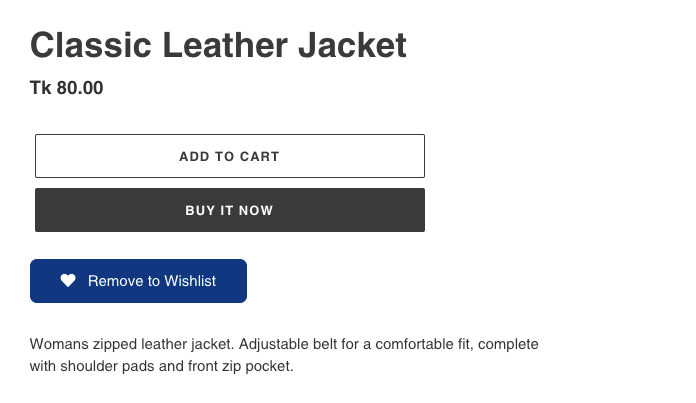 Classic Leather Jacket
Tk 80.00
ADD TO CART
BUY IT NOW
Remove to Wishlist
Womans zipped leather jacket. Adjustable belt for a comfortable fit, complete
with shoulder pads and front zip pocket.